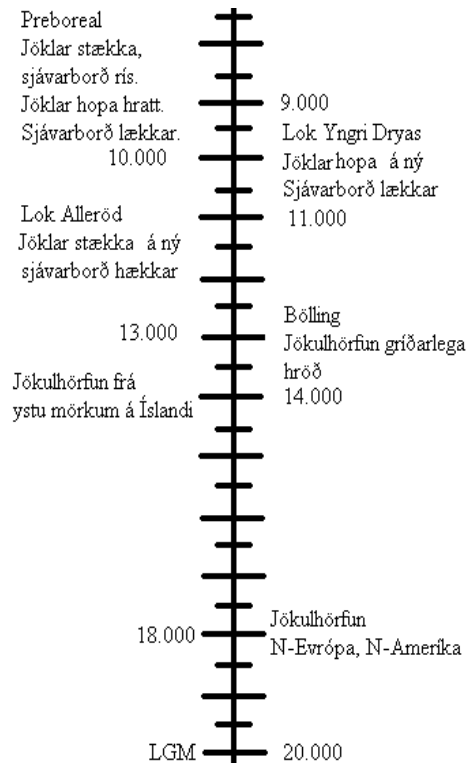 Preboreal
Jöklar stækka,
sjávarborð rís.
Jöklar hopa hratt.
Sjávarborð lækkar.
9.000
10.000
Lok Yngri Dryas
Jöklar hopa á ný
Sjávarborð lækkar
11.000
Lok Alleröd
Jöklar stækka á ný
sjávarborð hækkar
13.000
Bölling
Jökulhörfun gríðarlega
hröð
14.000
Jökulhörfun frá
ystu mörkum á Íslandi
18.000
Jökulhörfun
N-Evrópa, N-Ameríka
LGM
20.000